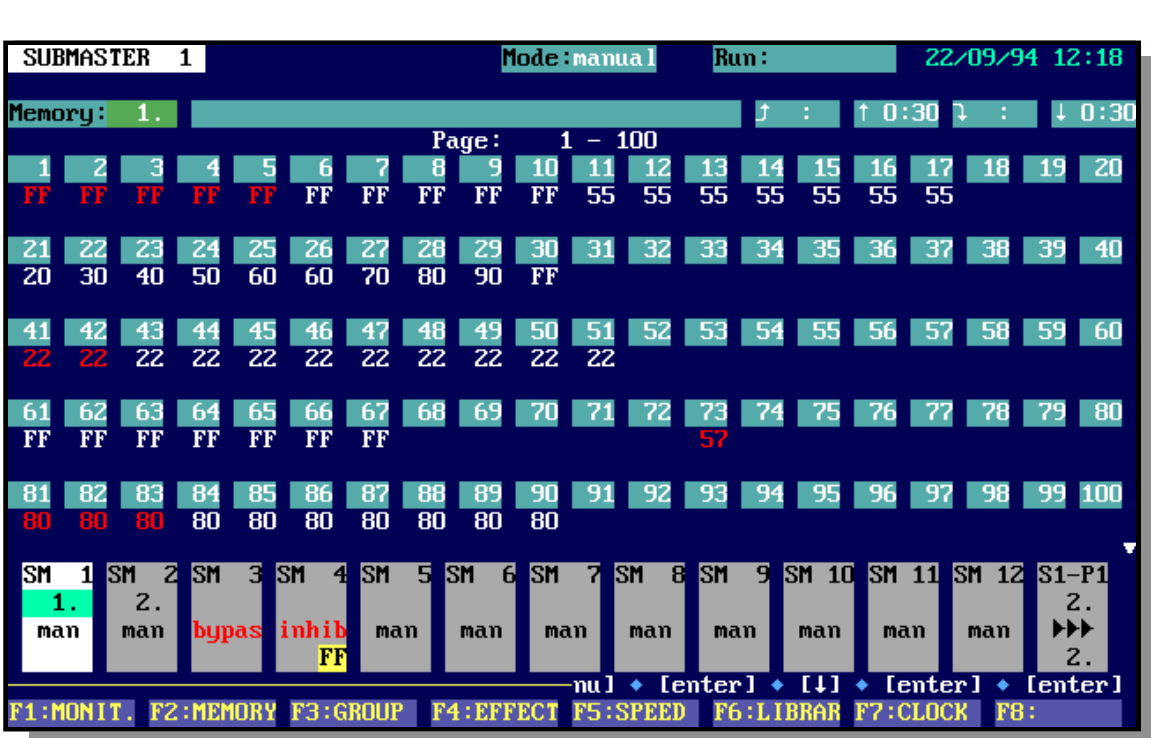 SUBMASTER 1 Mode:manual Run: 22/09/94 12:18
Memory: 1. ⤴ : ↑ 0:30 ⤵ : ↓ 0:30
Page: 1 - 100
1 2 3 4 5 6 7 8 9 10 11 12 13 14 15 16 17 18 19 20
FF FF FF FF FF FF FF FF FF FF 55 55 55 55 55 55 55
21 22 23 24 25 26 27 28 29 30 31 32 33 34 35 36 37 38 39 40
20 30 40 50 60 60 70 80 90 FF
41 42 43 44 45 46 47 48 49 50 51 52 53 54 55 56 57 58 59 60
22 22 22 22 22 22 22 22 22 22 22
61 62 63 64 65 66 67 68 69 70 71 72 73 74 75 76 77 78 79 80
FF FF FF FF FF FF FF 57
81 82 83 84 85 86 87 88 89 90 91 92 93 94 95 96 97 98 99 100
80 80 80 80 80 80 80 80 80 80
SM 1 SM 2 SM 3 SM 4 SM 5 SM 6 SM 7 SM 8 SM 9 SM 10 SM 11 SM 12 S1-P1
1. 2. 2.
man man bypas inhib man man man man man man man man ▶▶▶
FF 2.
nu] ◆ [enter] ◆ [↓] ◆ [enter] ◆ [enter]
F1:MONIT. F2:MEMORY F3:GROUP F4:EFFECT F5:SPEED F6:LIBRAR F7:CLOCK F8: